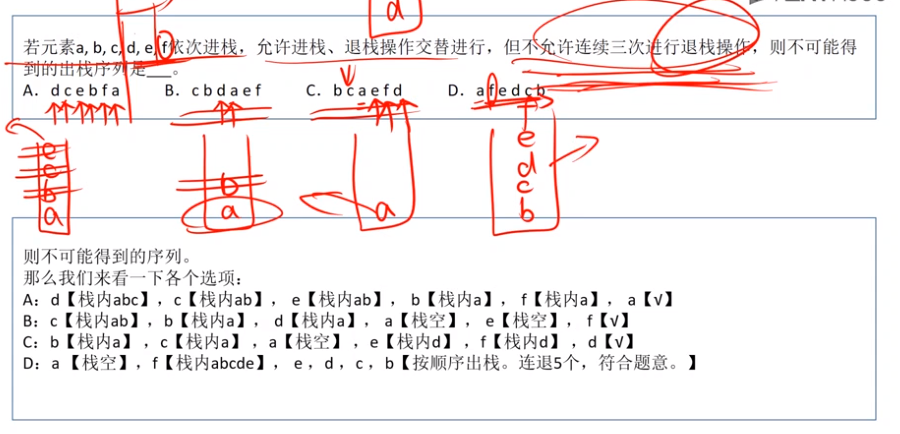 d
若元素a, b, c, d, e, f依次进栈，允许进栈、退栈操作交替进行，但不允许连续三次进行退栈操作，则不可能得
到的出栈序列是___。
A. dcebfa B. cbdaef C. bcaefd D. afedcb
e
c
b
a
b
a
a
e
d
c
b
则不可能得到的序列。
那么我们来看一下各个选项：
A：d【栈内abc】，c【栈内ab】，e【栈内ab】，b【栈内a】，f【栈内a】，a【√】
B：c【栈内ab】，b【栈内a】，d【栈内a】，a【栈空】，e【栈空】，f【√】
C：b【栈内a】，c【栈内a】，a【栈空】，e【栈内d】，f【栈内d】，d【√】
D：a【栈空】，f【栈内abcde】，e，d，c，b【按顺序出栈。连退5个，符合题意。】